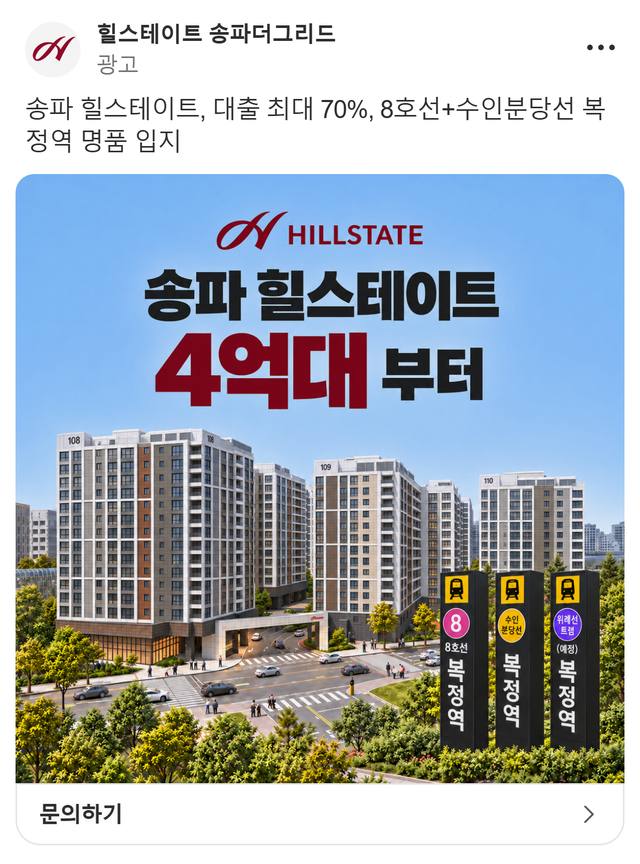 힐스테이트 송파더그리드
광고
송파 힐스테이트, 대출 최대 70%, 8호선+수인분당선 복
정역 명품 입지
HILLSTATE
송파 힐스테이트
4억대 부터
108
109
110
8
8호선
복정역
수인
분당선
복정역
위례선
트램
(예정)
복정역
문의하기